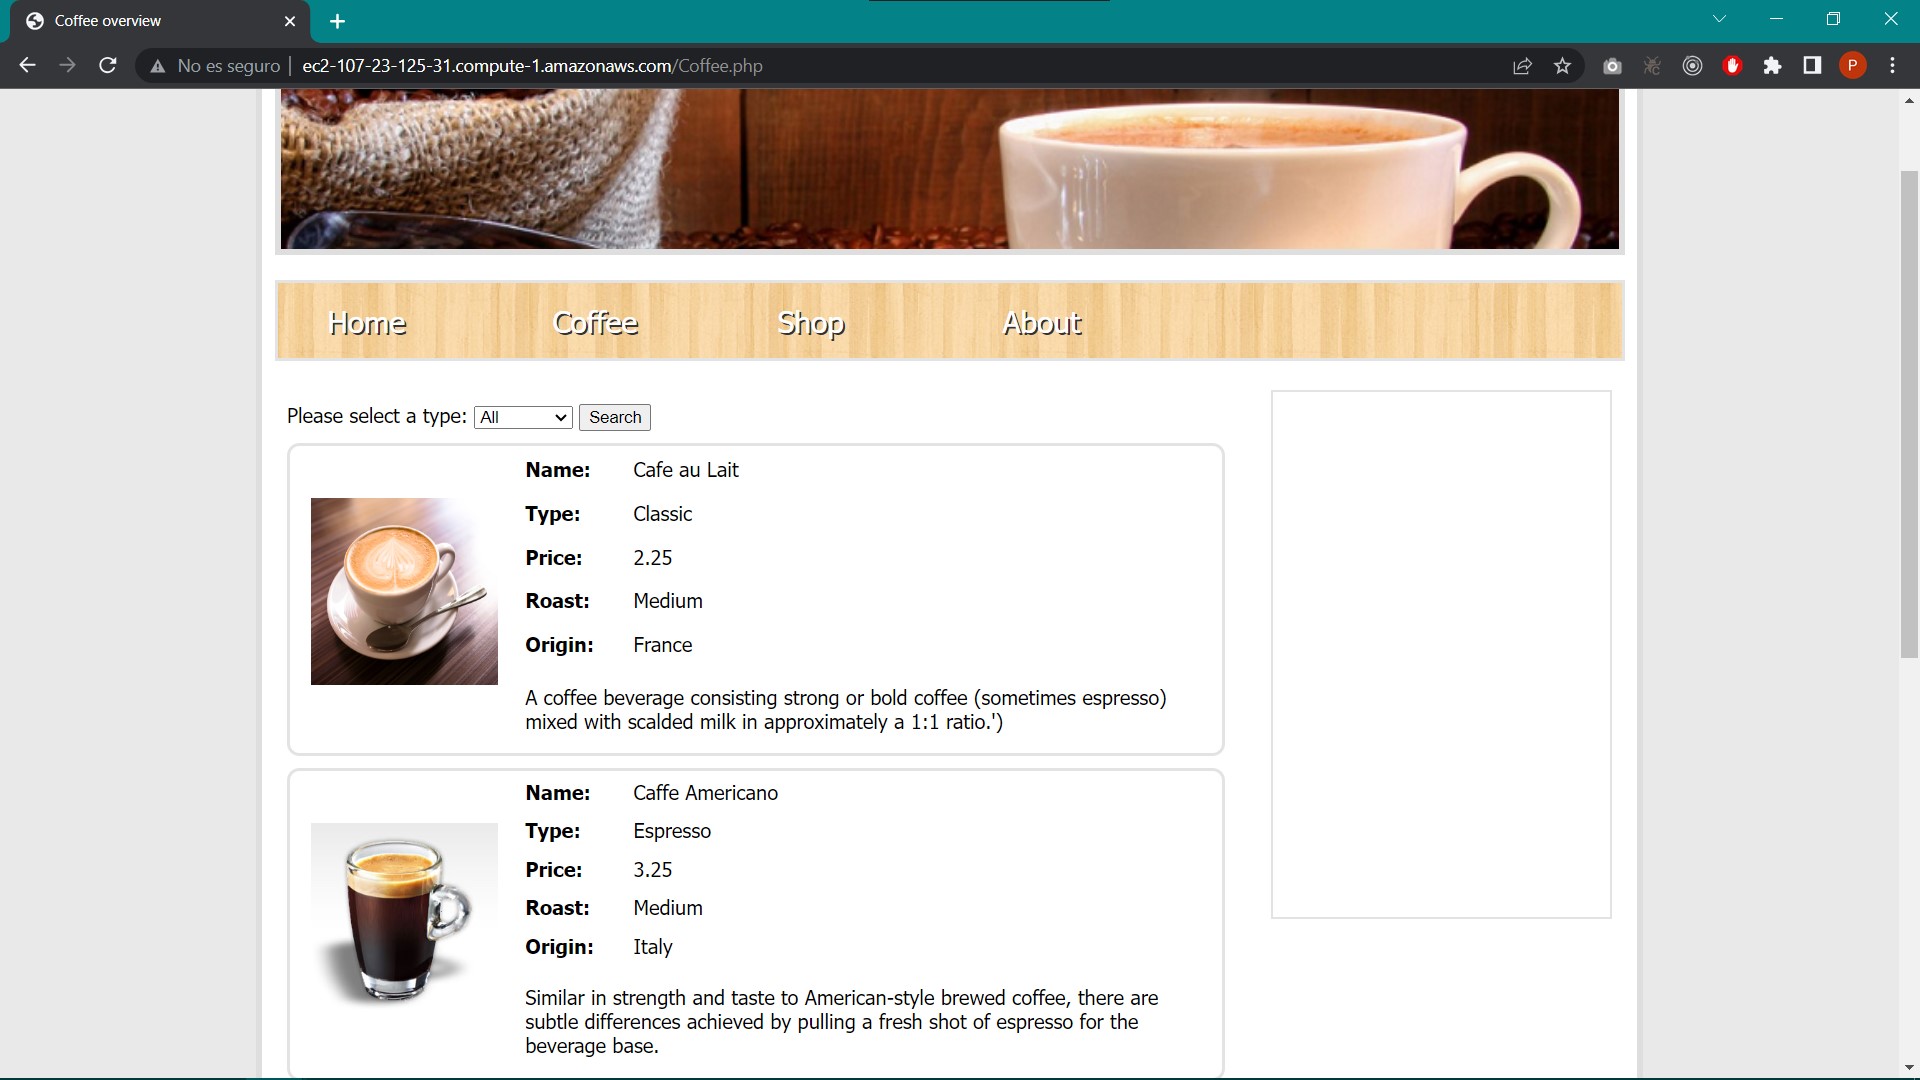 Coffee overview
No es seguro | ec2-107-23-125-31.compute-1.amazonaws.com/Coffee.php
P
Home Coffee Shop About
Please select a type: All Search
Name: Cafe au Lait
Type: Classic
Price: 2.25
Roast: Medium
Origin: France
A coffee beverage consisting strong or bold coffee (sometimes espresso)
mixed with scalded milk in approximately a 1:1 ratio.')
Name: Caffe Americano
Type: Espresso
Price: 3.25
Roast: Medium
Origin: Italy
Similar in strength and taste to American-style brewed coffee, there are
subtle differences achieved by pulling a fresh shot of espresso for the
beverage base.